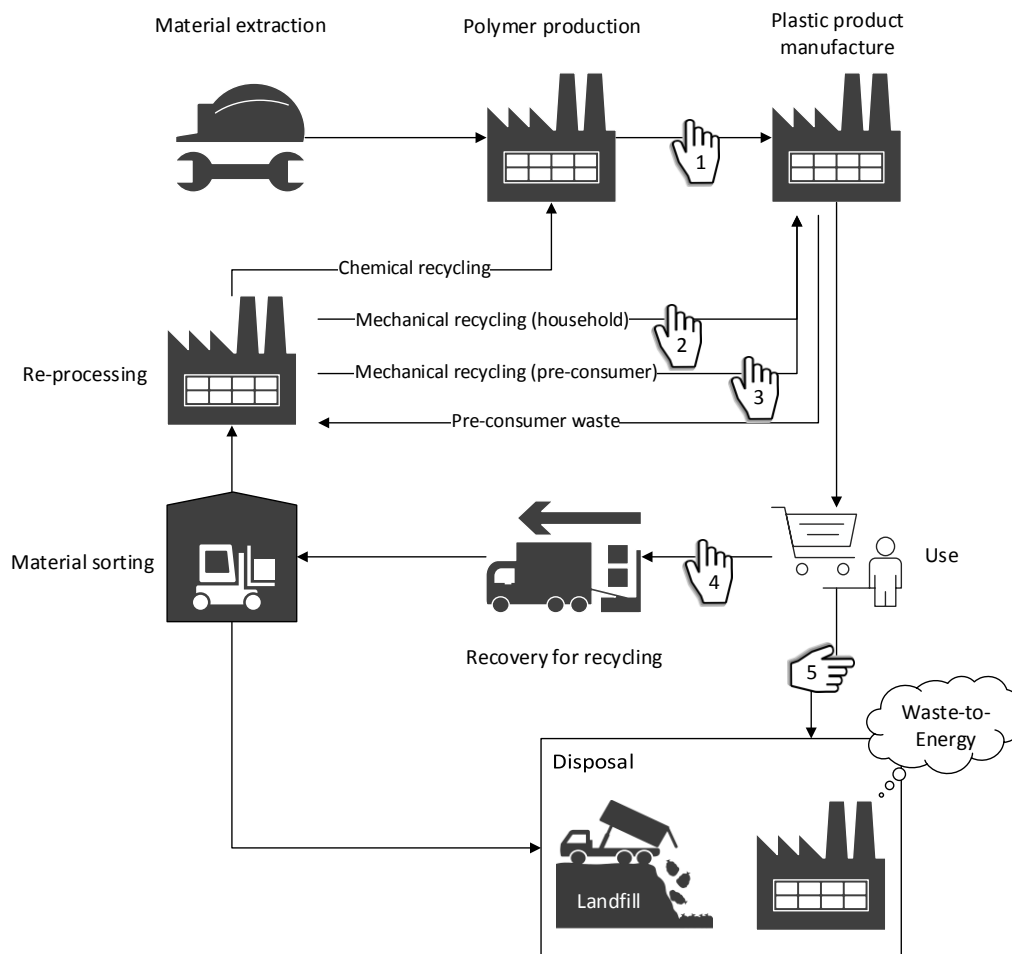 Material extraction
Polymer production
Plastic product
manufacture
1
Chemical recycling
Mechanical recycling (household)
2
Re-processing
Mechanical recycling (pre-consumer)
3
Pre-consumer waste
Material sorting
4
Use
Recovery for recycling
5
Waste-to-
Energy
Disposal
Landfill